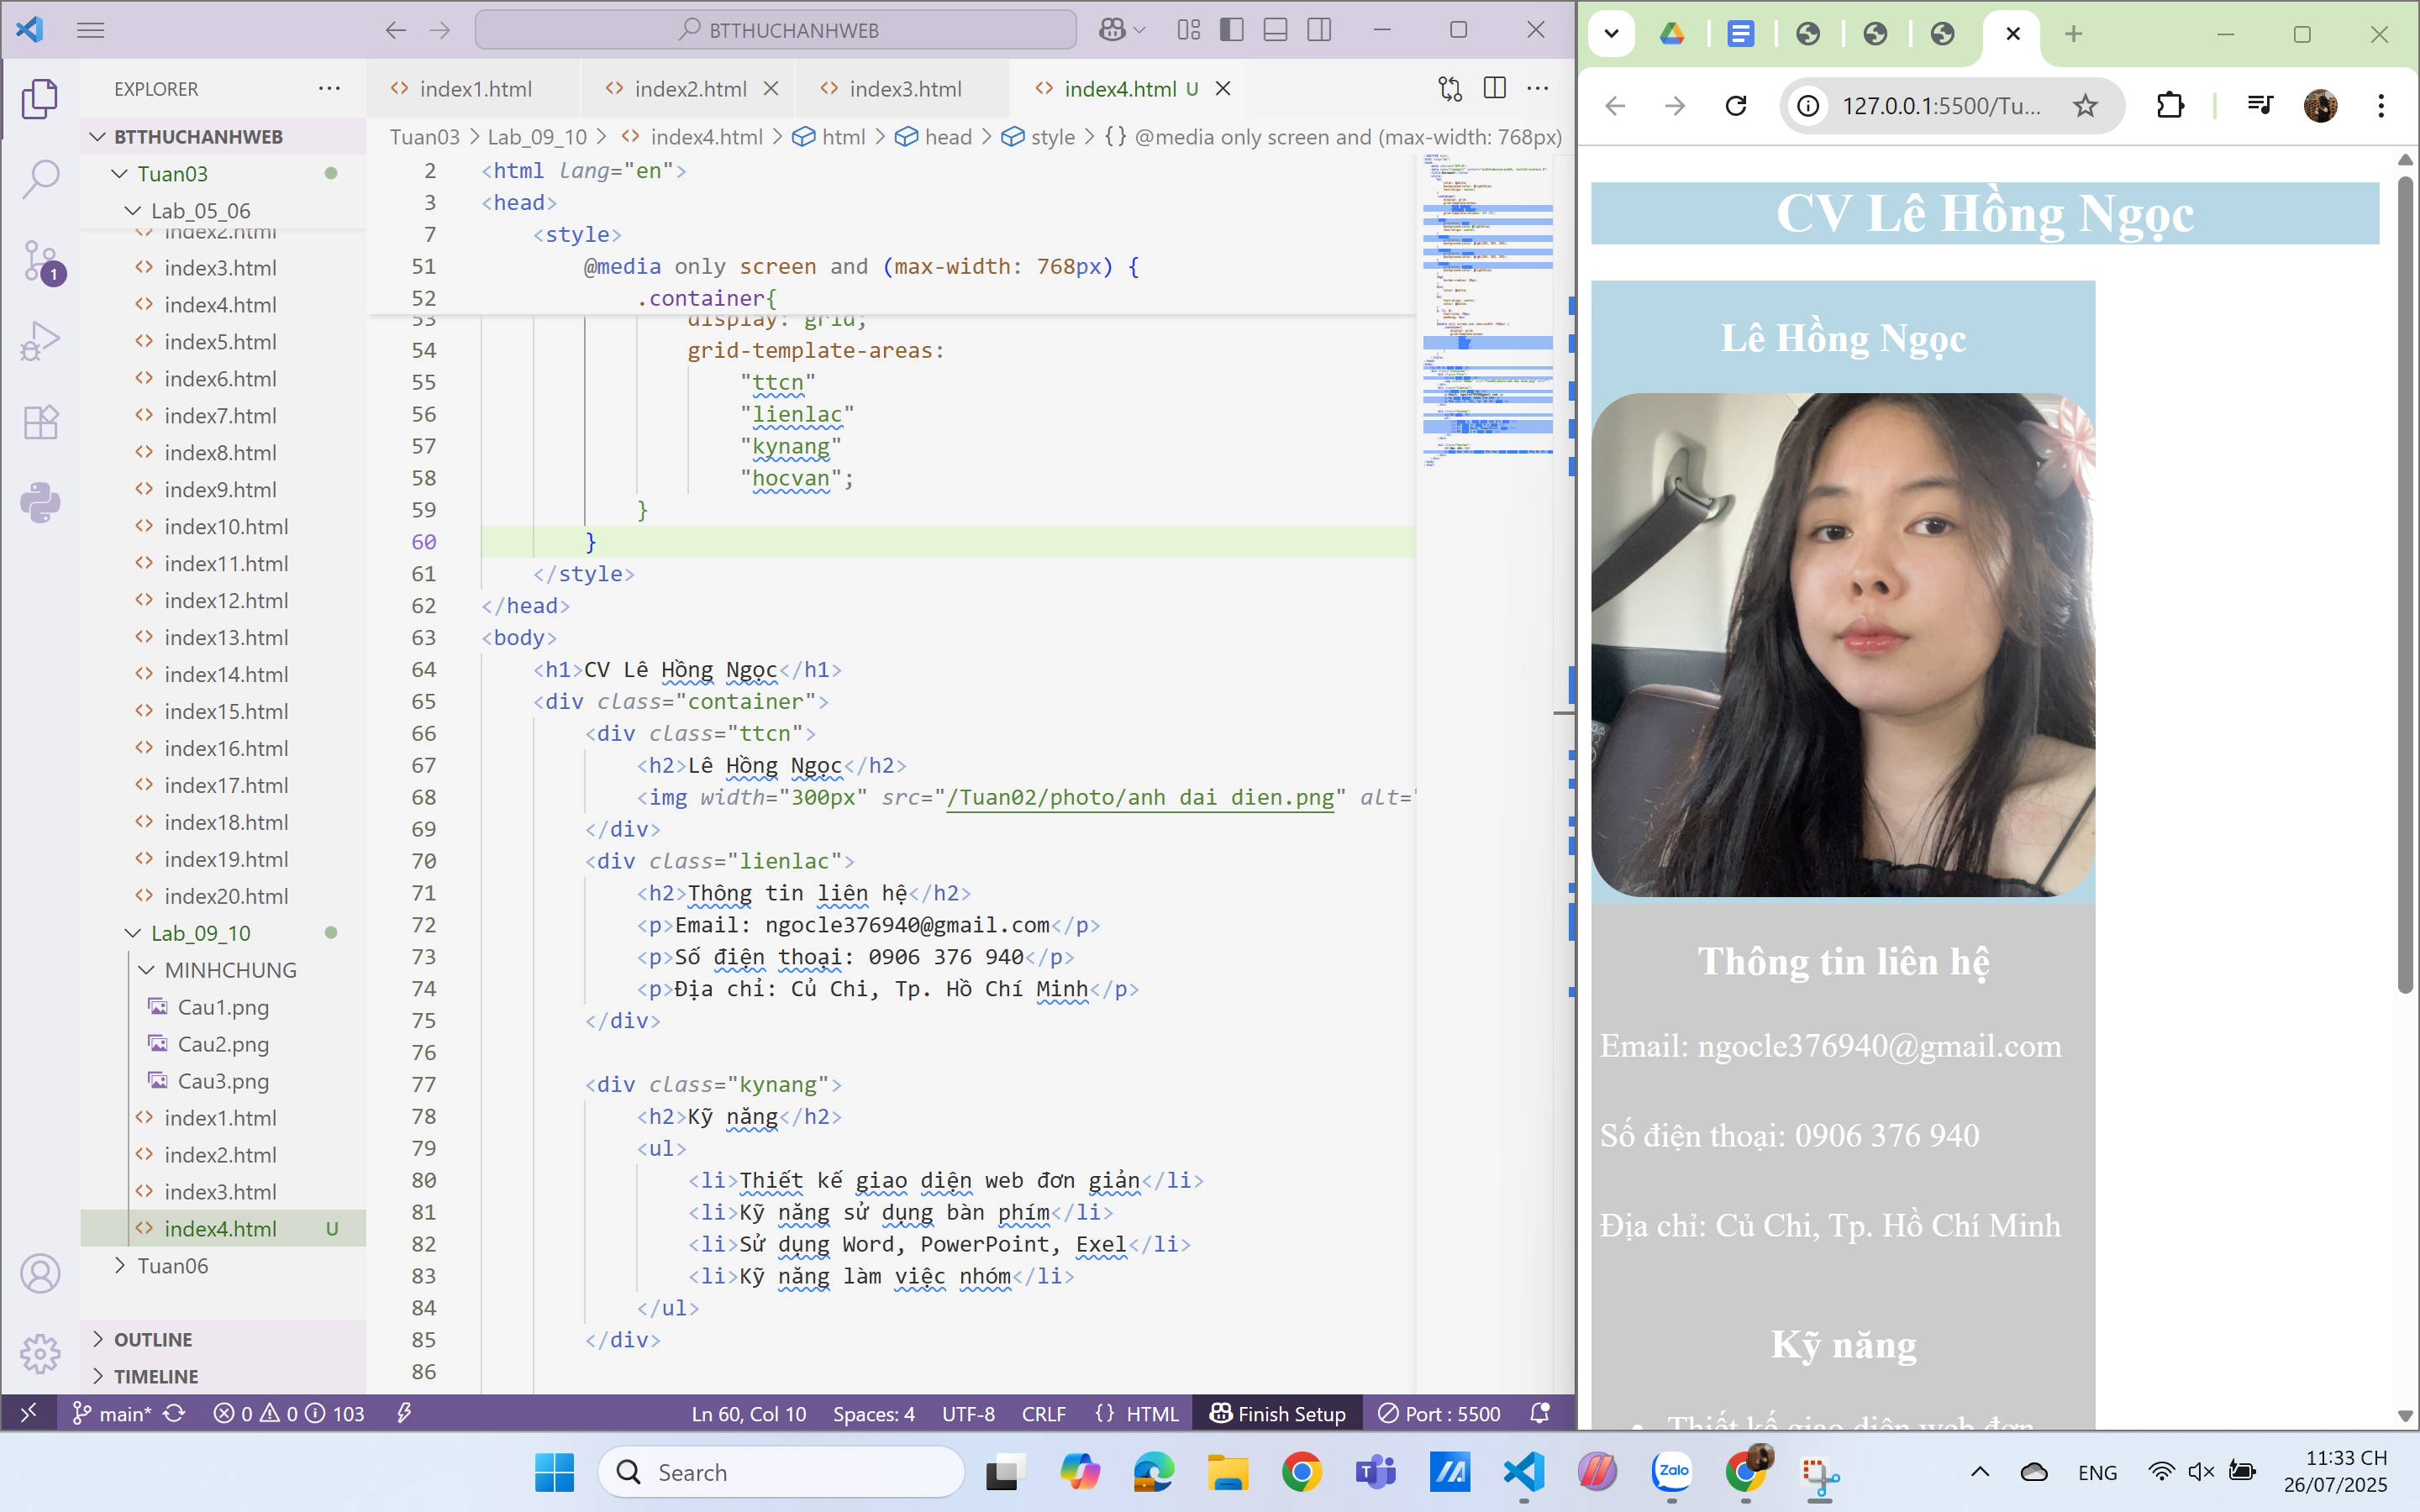 BTTHUCHANHWEB
EXPLORER
index1.html
index2.html
index3.html
index4.html U
BTTHUCHANHWEB
Tuan03 > Lab_09_10 > index4.html > html > head > style > {} @media only screen and (max-width: 768px)
Tuan03
Lab_05_06
index2.html
index3.html
index4.html
index5.html
index6.html
index7.html
index8.html
index9.html
index10.html
index11.html
index12.html
index13.html
index14.html
index15.html
index16.html
index17.html
index18.html
index19.html
index20.html
Lab_09_10
MINHCHUNG
Cau1.png
Cau2.png
Cau3.png
index1.html
index2.html
index3.html
index4.html U
Tuan06
OUTLINE
TIMELINE
1
2 <html lang="en">
3 <head>
7 <style>
51 @media only screen and (max-width: 768px) {
52 .container{
53 display: grid;
54 grid-template-areas:
55 "ttcn"
56 "lienlac"
57 "kynang"
58 "hocvan";
59 }
60 }
61 </style>
62 </head>
63 <body>
64 <h1>CV Lê Hồng Ngọc</h1>
65 <div class="container">
66 <div class="ttcn">
67 <h2>Lê Hồng Ngọc</h2>
68 <img width="300px" src="/Tuan02/photo/anh dai dien.png" alt="
69 </div>
70 <div class="lienlac">
71 <h2>Thông tin liên hệ</h2>
72 <p>Email: ngocle376940@gmail.com</p>
73 <p>Số điện thoại: 0906 376 940</p>
74 <p>Địa chỉ: Củ Chi, Tp. Hồ Chí Minh</p>
75 </div>
76
77 <div class="kynang">
78 <h2>Kỹ năng</h2>
79 <ul>
80 <li>Thiết kế giao diện web đơn giản</li>
81 <li>Kỹ năng sử dụng bàn phím</li>
82 <li>Sử dụng Word, PowerPoint, Exel</li>
83 <li>Kỹ năng làm việc nhóm</li>
84 </ul>
85 </div>
86
main* 0 0 103 Ln 60, Col 10 Spaces: 4 UTF-8 CRLF {} HTML Finish Setup Port : 5500
127.0.0.1:5500/Tu...
CV Lê Hồng Ngọc
Lê Hồng Ngọc
Thông tin liên hệ
Email: ngocle376940@gmail.com
Số điện thoại: 0906 376 940
Địa chỉ: Củ Chi, Tp. Hồ Chí Minh
Kỹ năng
Thiết kế giao diện web đơn
Search
Zalo
ENG
11:33 CH
26/07/2025